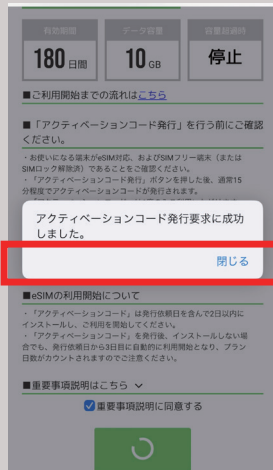 有効期間
データ容量
容量超過時
180日間
10GB
停止
■ご利用開始までの流れはこちら
■「アクティベーションコード発行」を行う前にご確認
ください。
・お使いになる端末がeSIM対応、およびSIMフリー端末（または
SIMロック解除済）であることをご確認ください。
・「アクティベーションコード発行」ボタンを押した後、通常15
分程度でアクティベーションコードが発行されます。
アクティベーションコード発行要求に成功
しました。
閉じる
■eSIMの利用開始について
・「アクティベーションコード」は発行依頼日を含んで2日以内に
インストールし、ご利用を開始してください。
・「アクティベーションコード」を発行後、インストールしない場
合でも、発行依頼日から3日目に自動的に利用開始となり、プラン
日数がカウントされますのでご注意ください。
■重要事項説明はこちら
重要事項説明に同意する